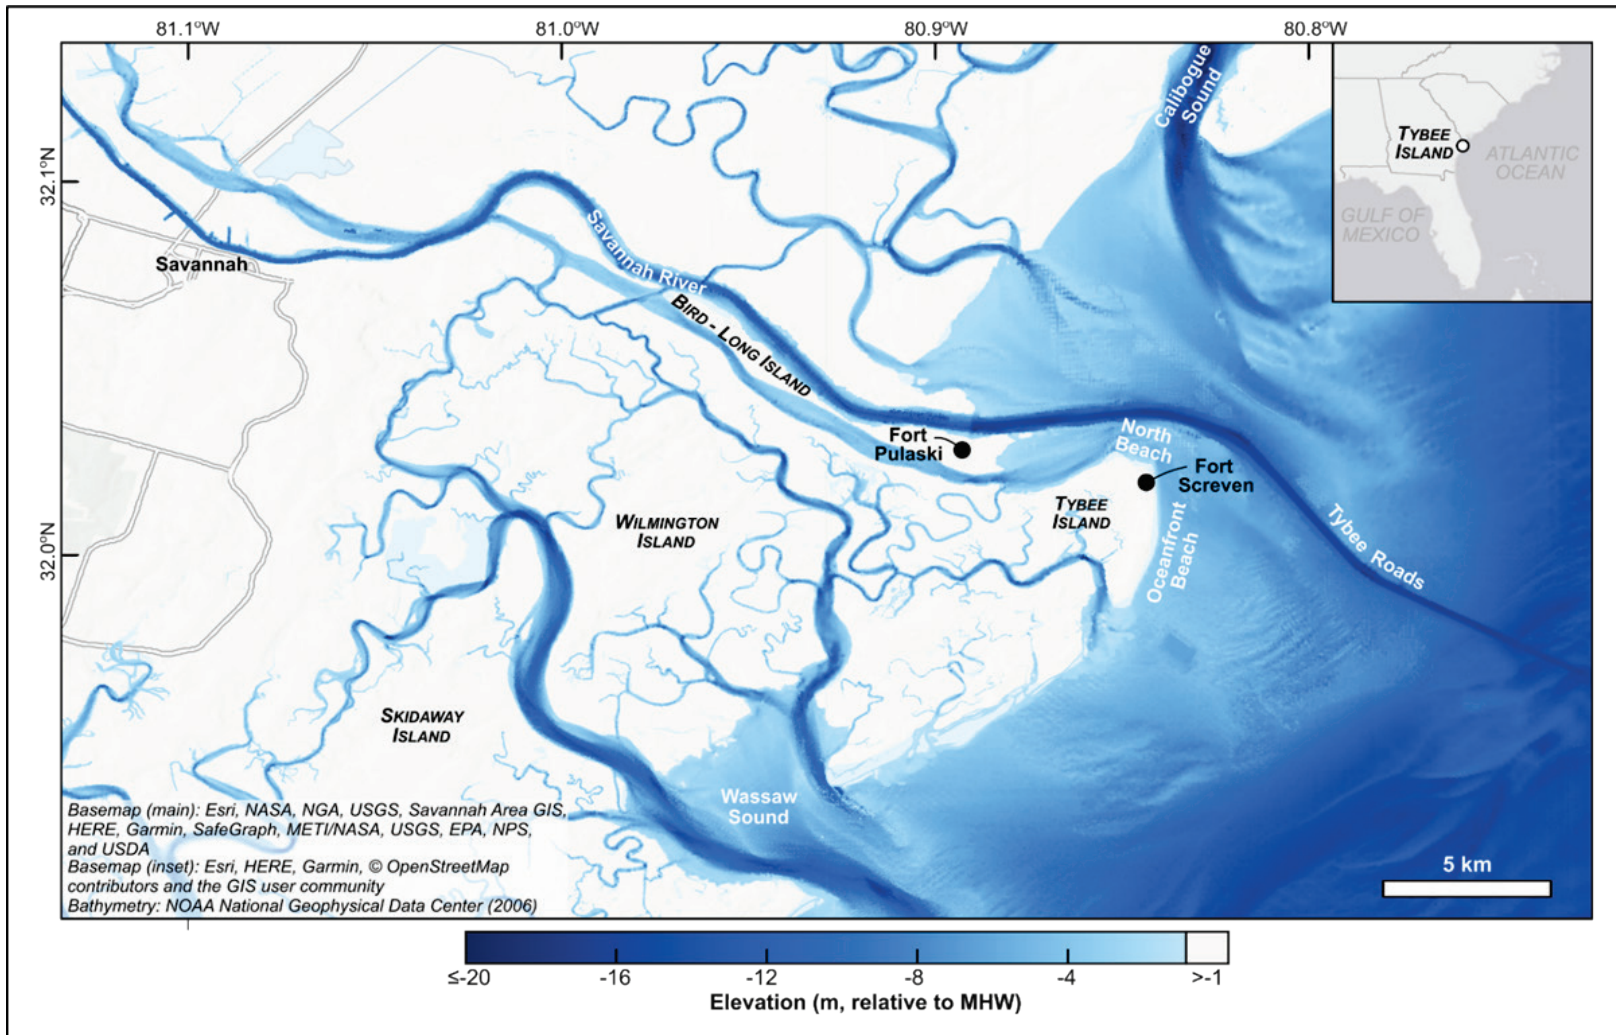 81.1°W
81.0°W
80.9°W
80.8°W
32.1°N
32.0°N
Calibogue
Sound
TYBEE
ISLAND
ATLANTIC
OCEAN
GULF OF
MEXICO
Savannah
Savannah River
BIRD - LONG ISLAND
Fort
Pulaski
North
Beach
Fort
Screven
TYBEE
ISLAND
Oceanfront
Beach
Tybee Roads
WILMINGTON
ISLAND
SKIDAWAY
ISLAND
Wassaw
Sound
Basemap (main): Esri, NASA, NGA, USGS, Savannah Area GIS,
HERE, Garmin, SafeGraph, METI/NASA, USGS, EPA, NPS,
and USDA
Basemap (inset): Esri, HERE, Garmin, © OpenStreetMap
contributors and the GIS user community
Bathymetry: NOAA National Geophysical Data Center (2006)
5 km
≤-20 -16 -12 -8 -4 >-1
Elevation (m, relative to MHW)